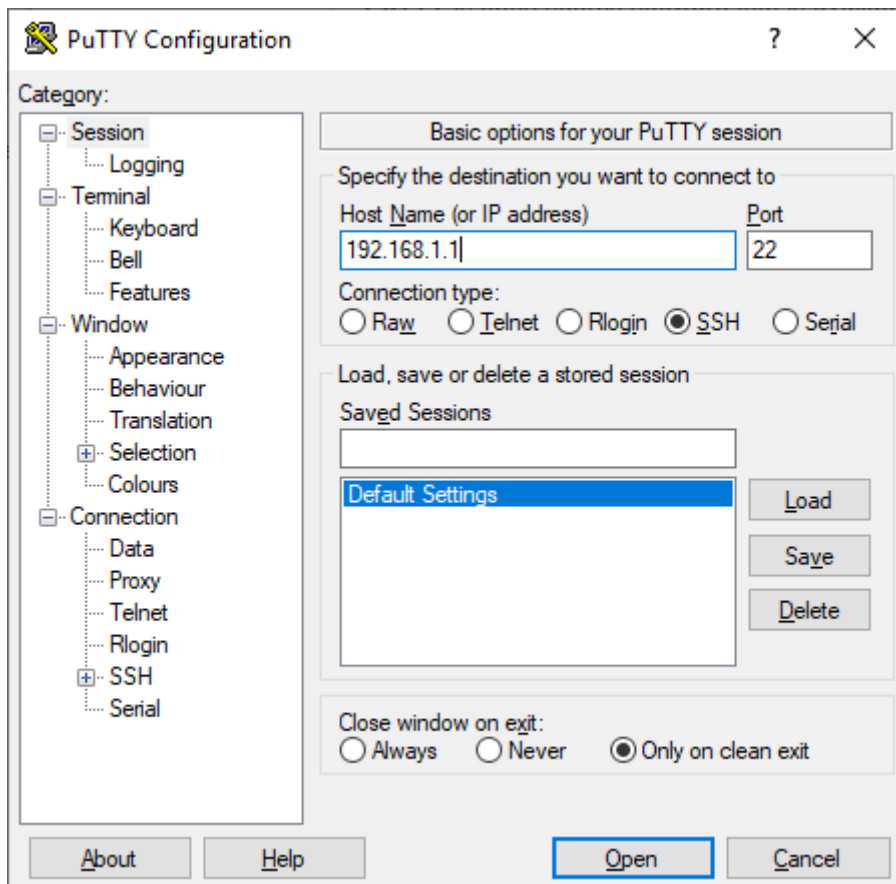 PuTTY Configuration
?
Category:
Session
Logging
Terminal
Keyboard
Bell
Features
Window
Appearance
Behaviour
Translation
Selection
Colours
Connection
Data
Proxy
Telnet
Rlogin
SSH
Serial
Basic options for your PuTTY session
Specify the destination you want to connect to
Host Name (or IP address) Port
192.168.1.1 22
Connection type:
Raw Telnet Rlogin SSH Serial
Load, save or delete a stored session
Saved Sessions
Default Settings
Load
Save
Delete
Close window on exit:
Always Never Only on clean exit
About Help Open Cancel